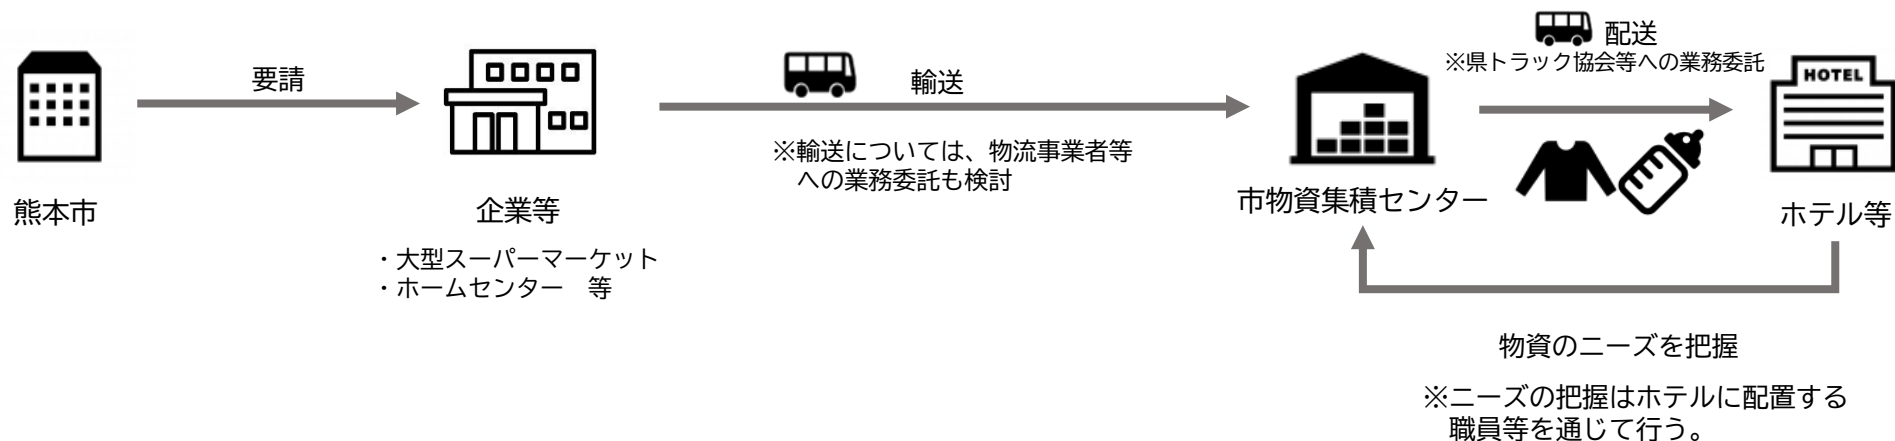 熊本市
要請
企業等
・大型スーパーマーケット
・ホームセンター　等
輸送
※輸送については、物流事業者等
への業務委託も検討
市物資集積センター
配送
※県トラック協会等への業務委託
HOTEL
ホテル等
物資のニーズを把握
※ニーズの把握はホテルに配置する
職員等を通じて行う。